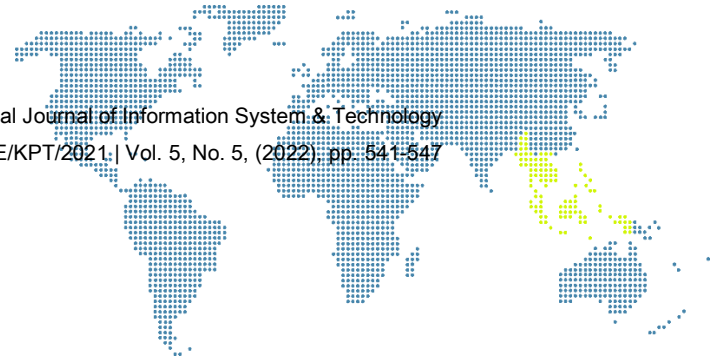 al Journal of Information System & Technology
E/KPT/2021 | Vol. 5, No. 5, (2022), pp. 541-547